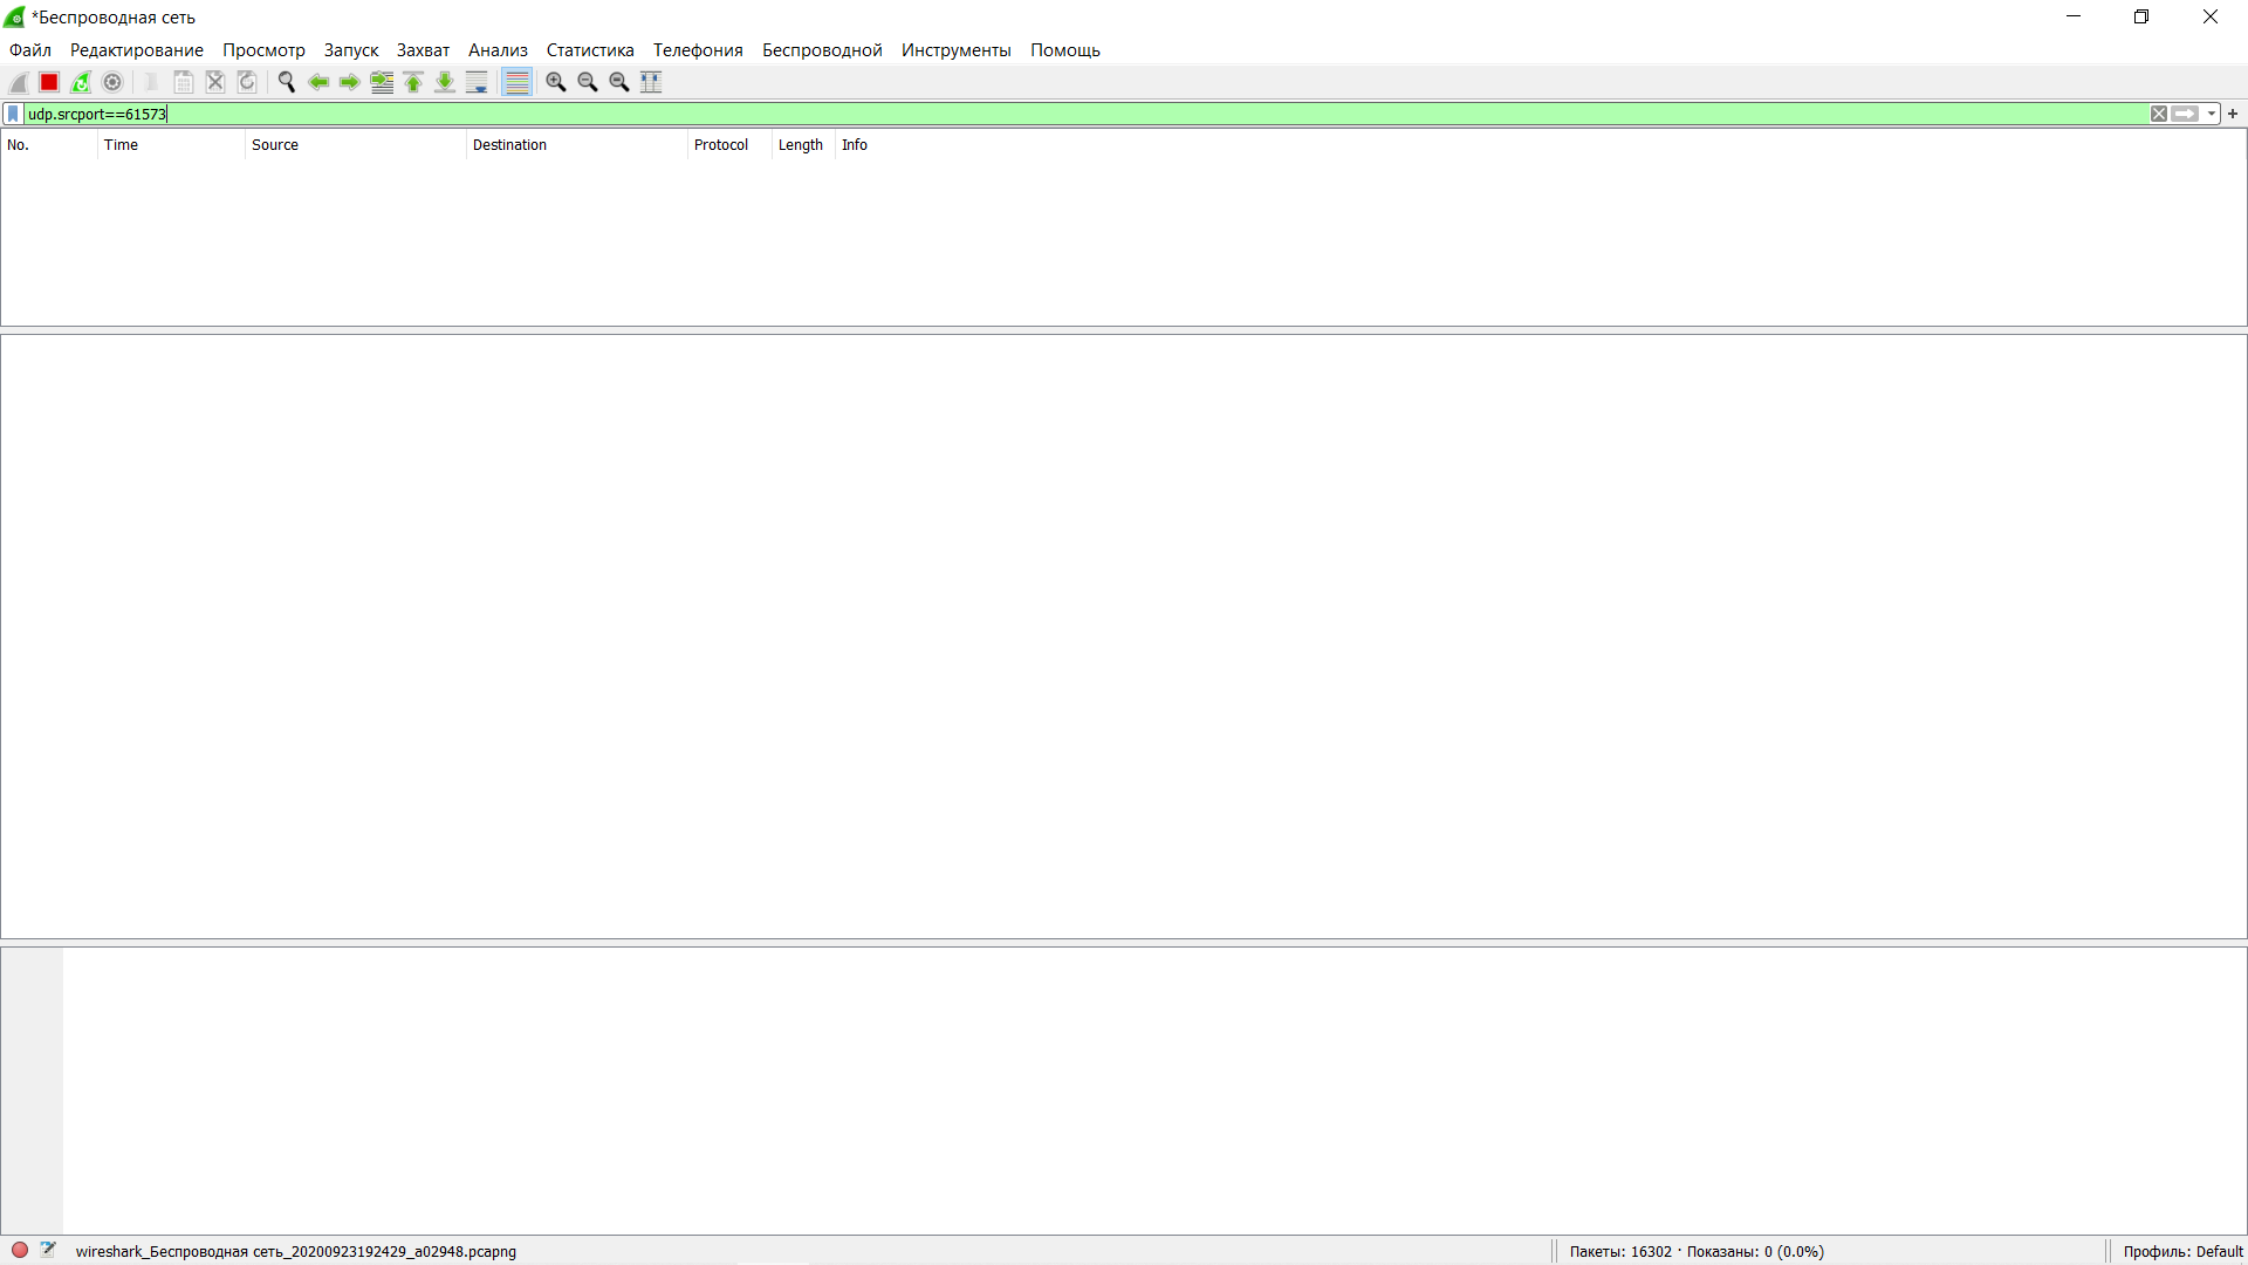 *Беспроводная сеть
Файл Редактирование Просмотр Запуск Захват Анализ Статистика Телефония Беспроводной Инструменты Помощь
udp.srcport==61573
No. Time Source Destination Protocol Length Info
wireshark_Беспроводная сеть_20200923192429_a02948.pcapng Пакеты: 16302 · Показаны: 0 (0.0%) Профиль: Default